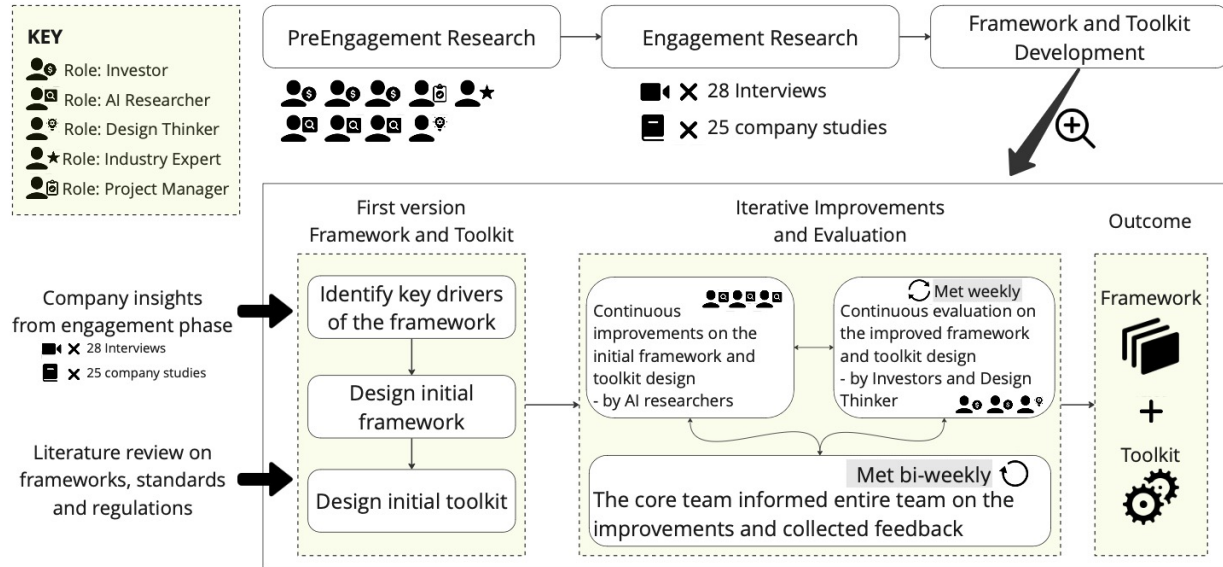 KEY
Role: Investor
Role: AI Researcher
Role: Design Thinker
Role: Industry Expert
Role: Project Manager
PreEngagement Research
Engagement Research
28 Interviews
25 company studies
Framework and Toolkit
Development
Company insights
from engagement phase
28 Interviews
25 company studies
Literature review on
frameworks, standards
and regulations
First version
Framework and Toolkit
Identify key drivers
of the framework
Design initial
framework
Design initial toolkit
Iterative Improvements
and Evaluation
Continuous
improvements on the
initial framework and
toolkit design
- by AI researchers
Met weekly
Continuous evaluation on
the improved framework
and toolkit design
- by Investors and Design
Thinker
Met bi-weekly
The core team informed entire team on the
improvements and collected feedback
Outcome
Framework
+
Toolkit